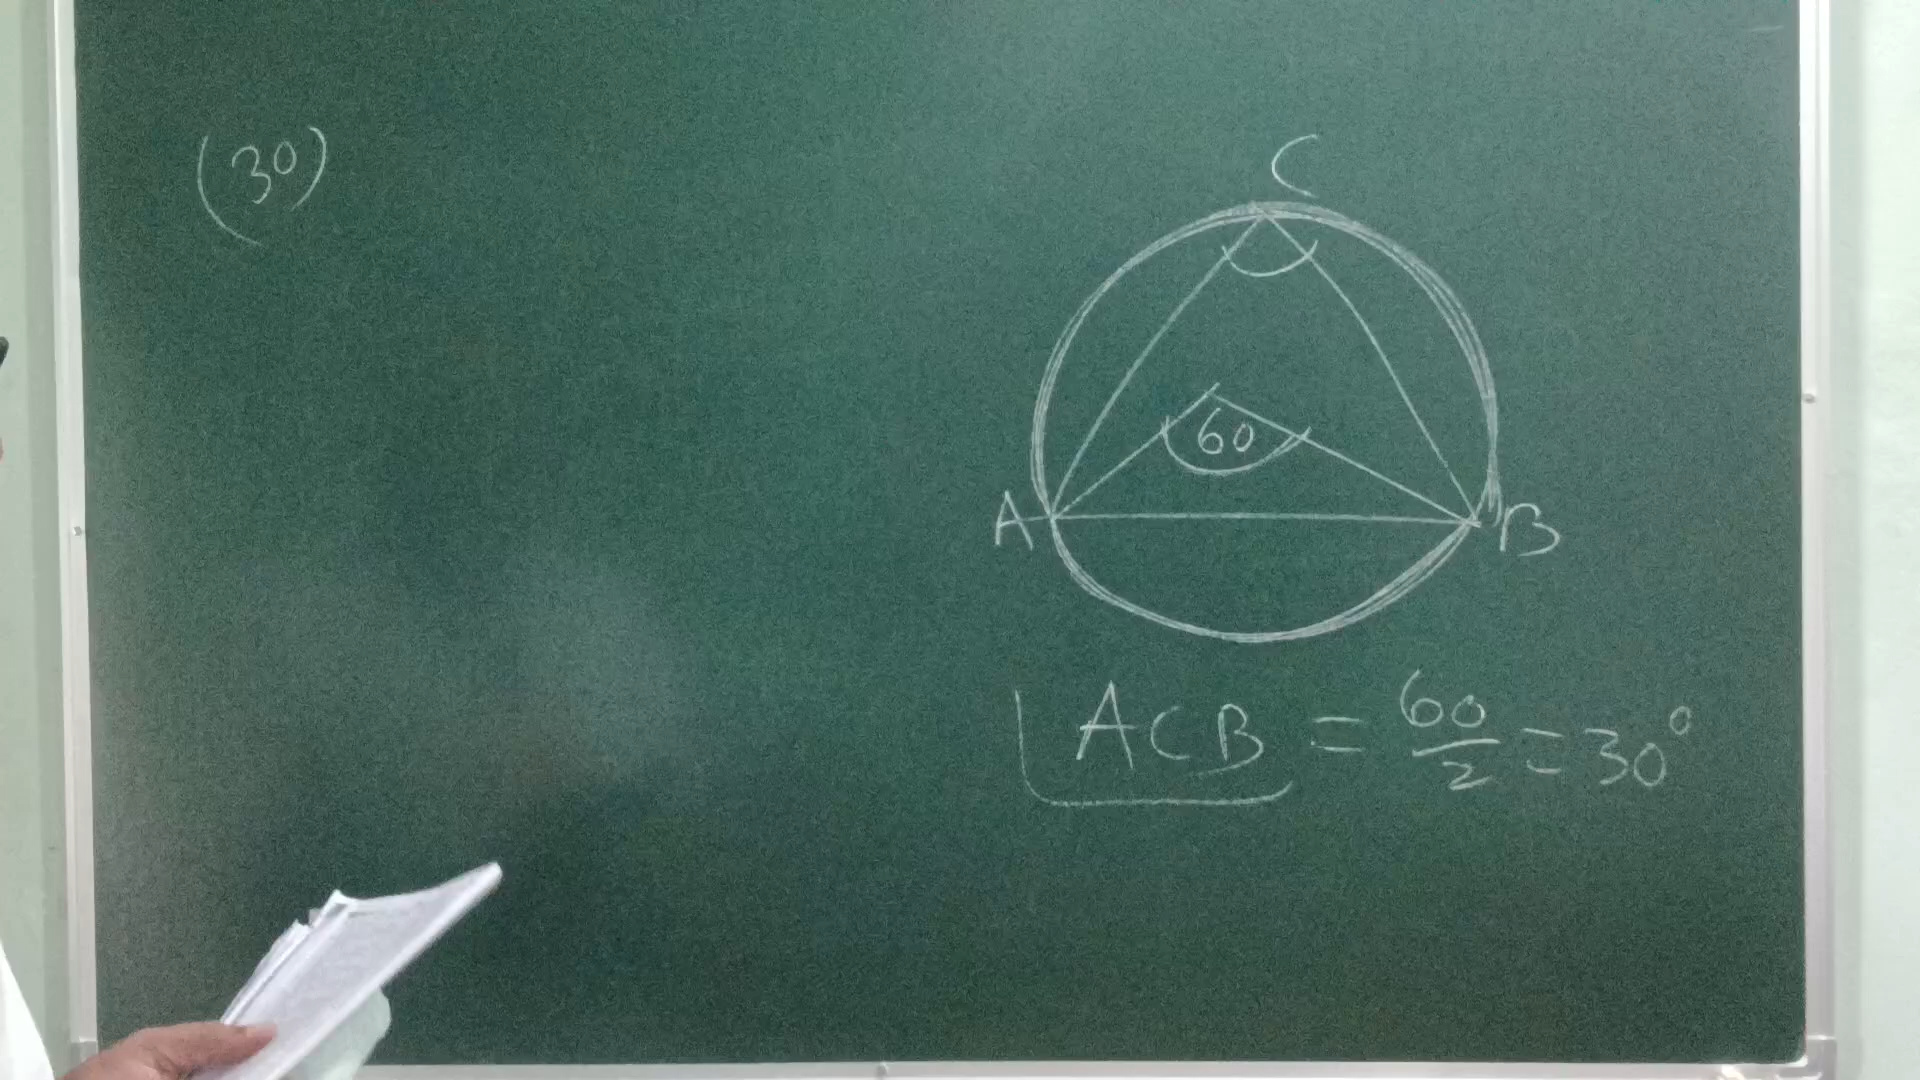 (30)
C
60
A
B
∠ACB = 60/2 = 30°